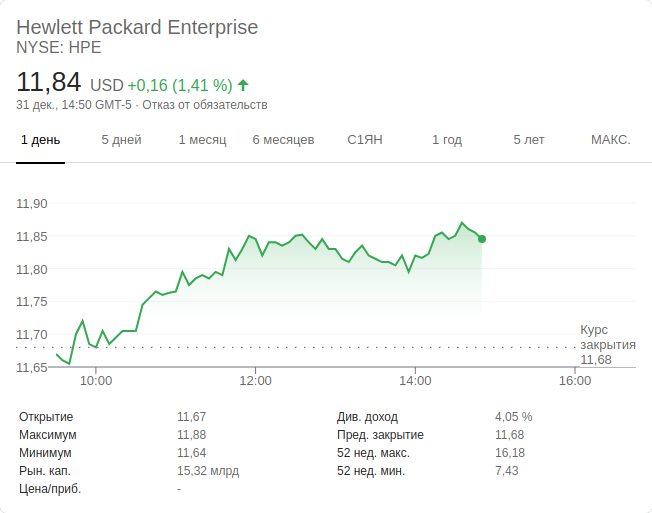 Hewlett Packard Enterprise
NYSE: HPE
11,84 USD +0,16 (1,41 %)
31 дек., 14:50 GMT-5 · Отказ от обязательств
1 день 5 дней 1 месяц 6 месяцев С1ЯН 1 год 5 лет МАКС.
11,90
11,85
11,80
11,75
11,70
11,65
Курс
закрытия
11,68
10:00 12:00 14:00 16:00
Открытие 11,67 Див. доход 4,05 %
Максимум 11,88 Пред. закрытие 11,68
Минимум 11,64 52 нед. макс. 16,18
Рын. кап. 15,32 млрд 52 нед. мин. 7,43
Цена/приб. -